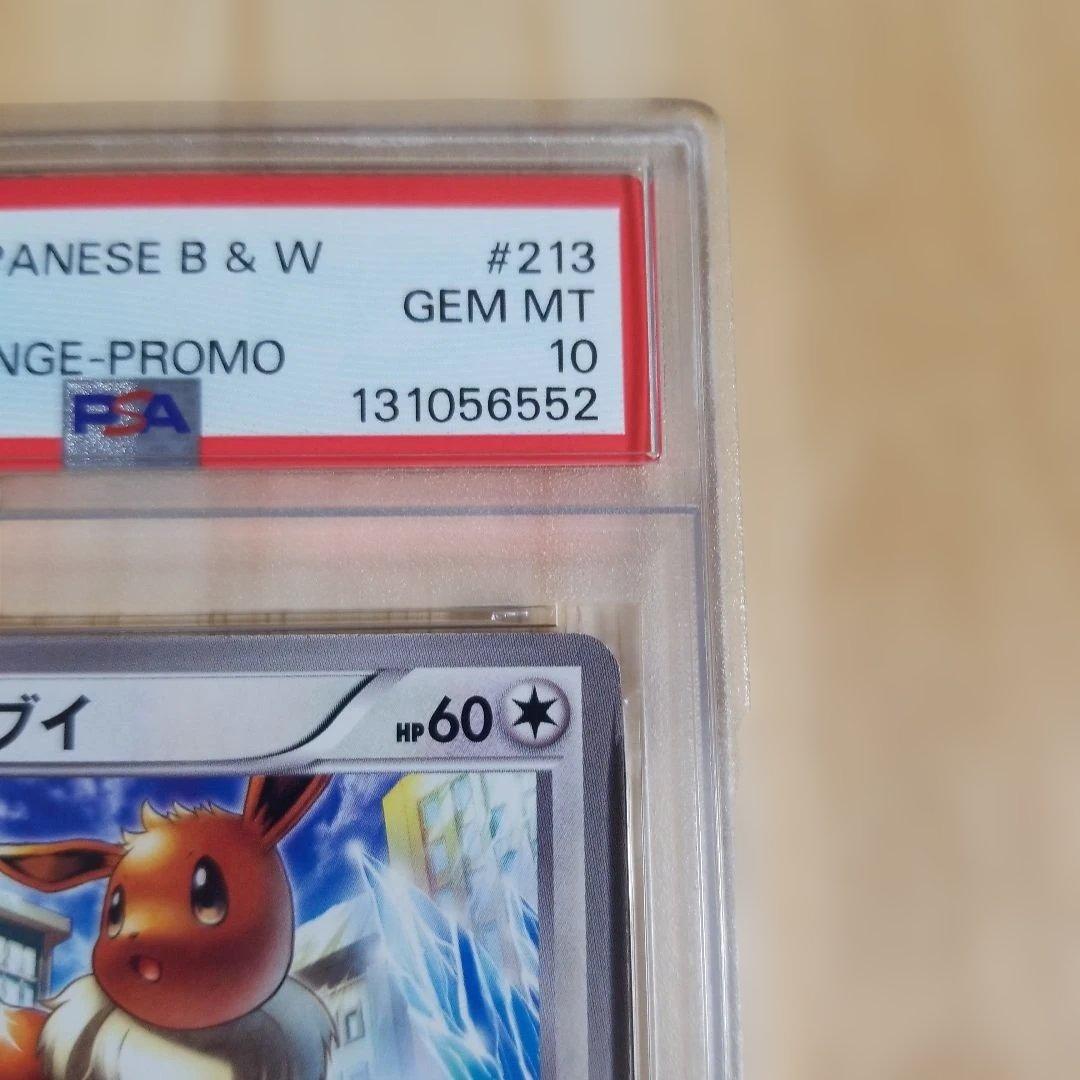 PANESE B & W #213
GEM MT
NGE-PROMO 10
PSA 131056552
ブイ HP60